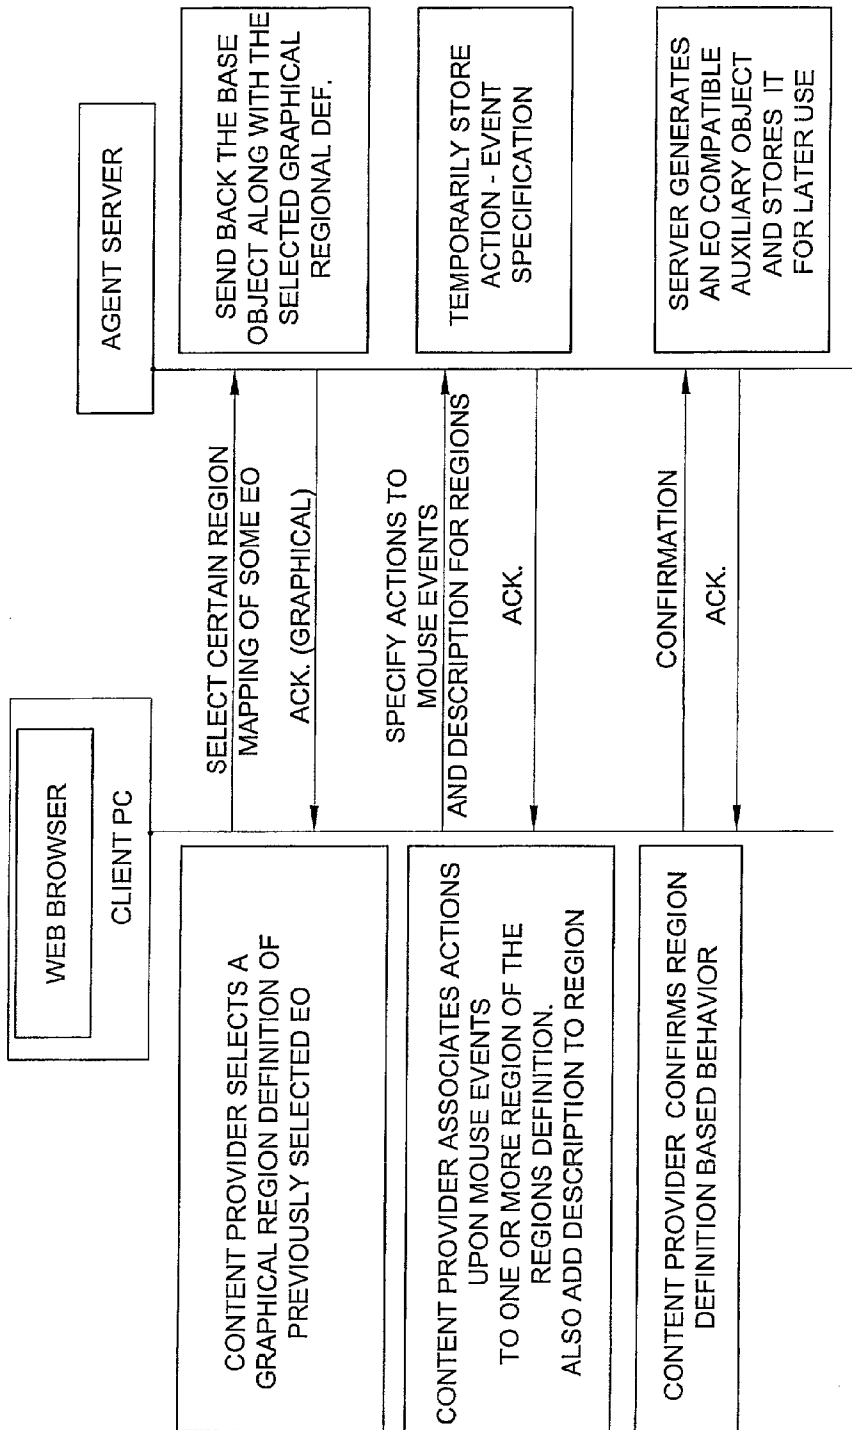 WEB BROWSER
CLIENT PC
AGENT SERVER
CONTENT PROVIDER SELECTS A
GRAPHICAL REGION DEFINITION OF
PREVIOUSLY SELECTED EO
SELECT CERTAIN REGION
MAPPING OF SOME EO
SEND BACK THE BASE
OBJECT ALONG WITH THE
SELECTED GRAPHICAL
REGIONAL DEF.
ACK. (GRAPHICAL)
CONTENT PROVIDER ASSOCIATES ACTIONS
UPON MOUSE EVENTS
TO ONE OR MORE REGION OF THE
REGIONS DEFINITION.
ALSO ADD DESCRIPTION TO REGION
SPECIFY ACTIONS TO
MOUSE EVENTS
AND DESCRIPTION FOR REGIONS
TEMPORARILY STORE
ACTION - EVENT
SPECIFICATION
ACK.
CONTENT PROVIDER CONFIRMS REGION
DEFINITION BASED BEHAVIOR
CONFIRMATION
SERVER GENERATES
AN EO COMPATIBLE
AUXILIARY OBJECT
AND STORES IT
FOR LATER USE
ACK.